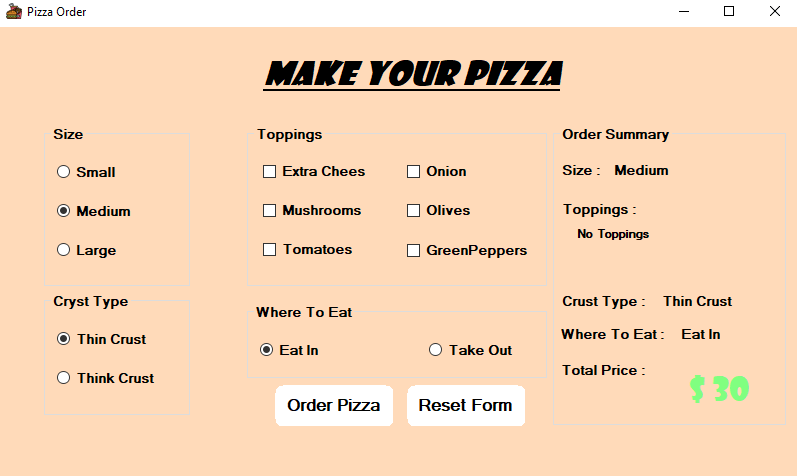 Pizza Order
MAKE YOUR PIZZA
Size
Small
Medium
Large
Cryst Type
Thin Crust
Think Crust
Toppings
Extra Chees
Onion
Mushrooms
Olives
Tomatoes
GreenPeppers
Where To Eat
Eat In
Take Out
Order Pizza
Reset Form
Order Summary
Size : Medium
Toppings :
No Toppings
Crust Type : Thin Crust
Where To Eat : Eat In
Total Price :
$ 30